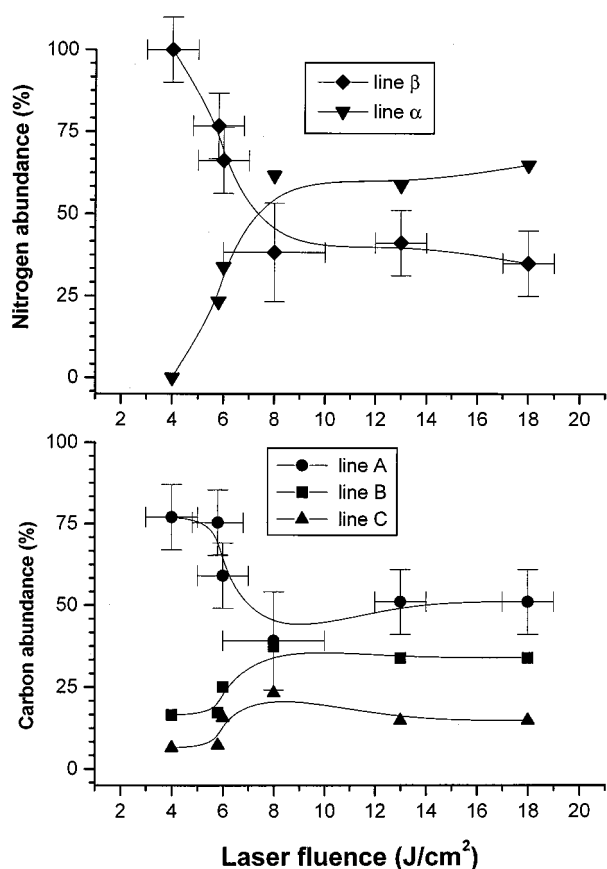 Nitrogen abundance (%)
100
75
50
25
0
line β
line α
2 4 6 8 10 12 14 16 18 20
Carbon abundance (%)
100
75
50
25
0
line A
line B
line C
2 4 6 8 10 12 14 16 18 20
Laser fluence (J/cm²)